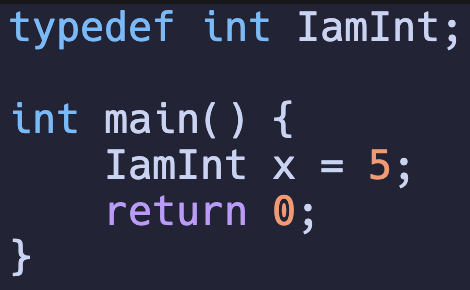 typedef int IamInt;

int main() {
    IamInt x = 5;
    return 0;
}